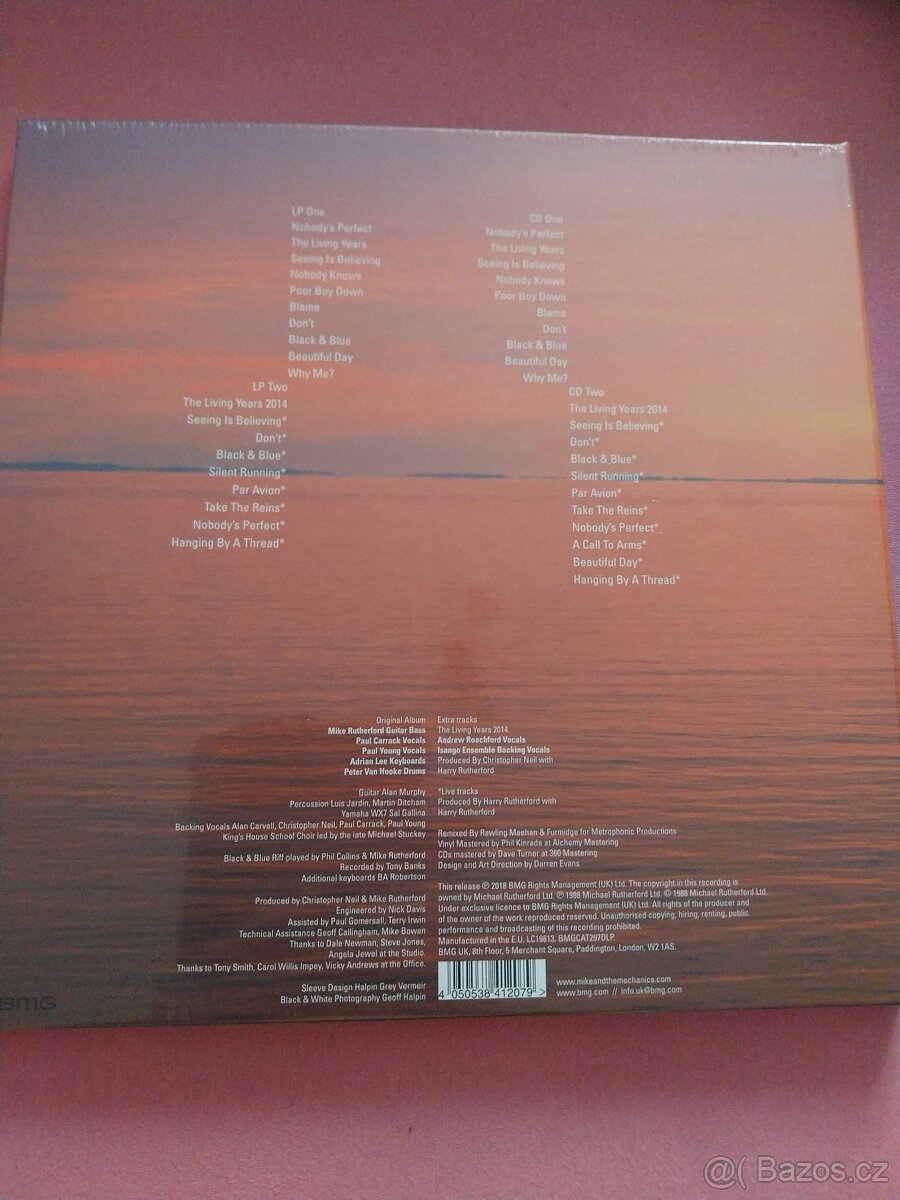 LP One
Nobody's Perfect
The Living Years
Seeing Is Believing
Nobody Knows
Poor Boy Down
Blame
Don't
Black & Blue
Beautiful Day
Why Me?
LP Two
The Living Years 2014
Seeing Is Believing*
Don't*
Black & Blue*
Silent Running*
Par Avion*
Take The Reins*
Nobody's Perfect*
Hanging By A Thread*
CD One
Nobody's Perfect
The Living Years
Seeing Is Believing
Nobody Knows
Poor Boy Down
Blame
Don't
Black & Blue
Beautiful Day
Why Me?
CD Two
The Living Years 2014
Seeing Is Believing*
Don't*
Black & Blue*
Silent Running*
Par Avion*
Take The Reins*
Nobody's Perfect*
A Call To Arms*
Beautiful Day*
Hanging By A Thread*
Original Album
Mike Rutherford Guitar Bass
Paul Carrack Vocals
Paul Young Vocals
Adrian Lee Keyboards
Peter Van Hooke Drums
Guitar Alan Murphy
Percussion Luis Jardin, Martin Ditcham
Yamaha WX7 Sal Gallina
Backing Vocals Alan Carvell, Christopher Neil, Paul Carrack, Paul Young
King's House School Choir led by the late Michael Stuckey
Black & Blue Riff played by Phil Collins & Mike Rutherford
Recorded by Tony Banks
Additional keyboards BA Robertson
Produced by Christopher Neil & Mike Rutherford
Engineered by Nick Davis
Assisted by Paul Gomersall, Terry Irwin
Technical Assistance Geoff Callingham, Mike Bowen
Thanks to Dale Newman, Steve Jones,
Angela Jewel at the Studio.
Thanks to Tony Smith, Carol Willis Impey, Vicky Andrews at the Office.
Sleeve Design Halpin Grey Vermeir
Black & White Photography Geoff Halpin
Extra tracks
The Living Years 2014
Andrew Roachford Vocals
Isango Ensemble Backing Vocals
Produced By Christopher Neil with
Harry Rutherford
*Live tracks
Produced By Harry Rutherford with
Harry Rutherford
Remixed By Rawling Meehan & Furmidge for Metrophonic Productions
Vinyl Mastered by Phil Kinrade at Alchemy Mastering
CDs mastered by Dave Turner at 360 Mastering
Design and Art Direction by Darren Evans
This release ℗ 2018 BMG Rights Management (UK) Ltd. The copyright in this recording is
owned by Michael Rutherford Ltd. ℗ 1988 Michael Rutherford Ltd. © 1988 Michael Rutherford Ltd.
Under exclusive licence to BMG Rights Management (UK) Ltd. All rights of the producer and
of the owner of the work reproduced reserved. Unauthorised copying, hiring, renting, public
performance and broadcasting of this recording prohibited.
Manufactured in the E.U. LC19813. BMGCAT297DLP.
BMG UK, 8th Floor, 5 Merchant Square, Paddington, London, W2 1AS.
4 050538 412079 >
www.mikeandthemechanics.com
www.bmg.com // info.uk@bmg.com
BMG
@( Bazos.cz